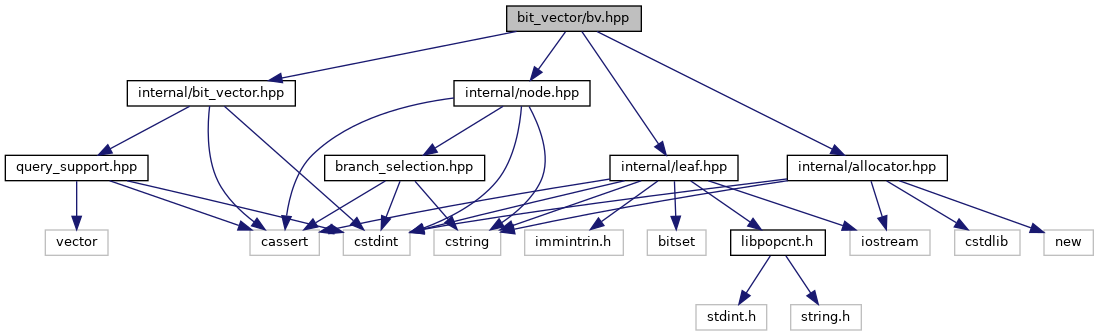 bit_vector/bv.hpp
internal/bit_vector.hpp
internal/node.hpp
query_support.hpp
branch_selection.hpp
internal/leaf.hpp
internal/allocator.hpp
vector
cassert
cstdint
cstring
immintrin.h
bitset
libpopcnt.h
iostream
cstdlib
new
stdint.h
string.h